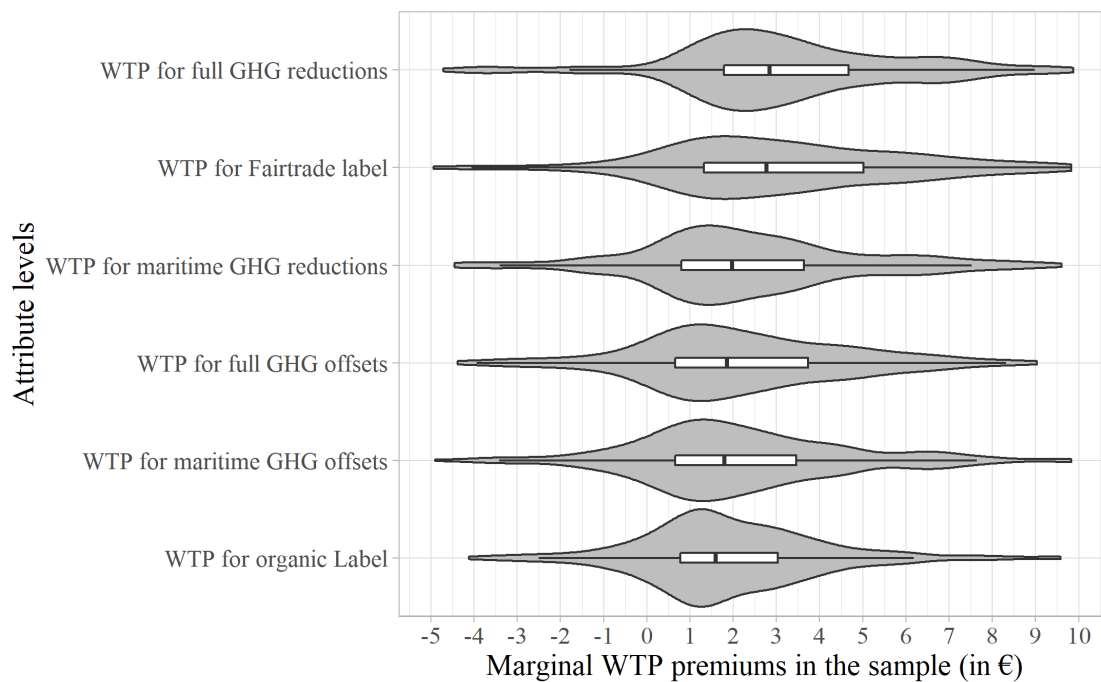 Attribute levels
WTP for full GHG reductions
WTP for Fairtrade label
WTP for maritime GHG reductions
WTP for full GHG offsets
WTP for maritime GHG offsets
WTP for organic Label
-5 -4 -3 -2 -1 0 1 2 3 4 5 6 7 8 9 10
Marginal WTP premiums in the sample (in €)